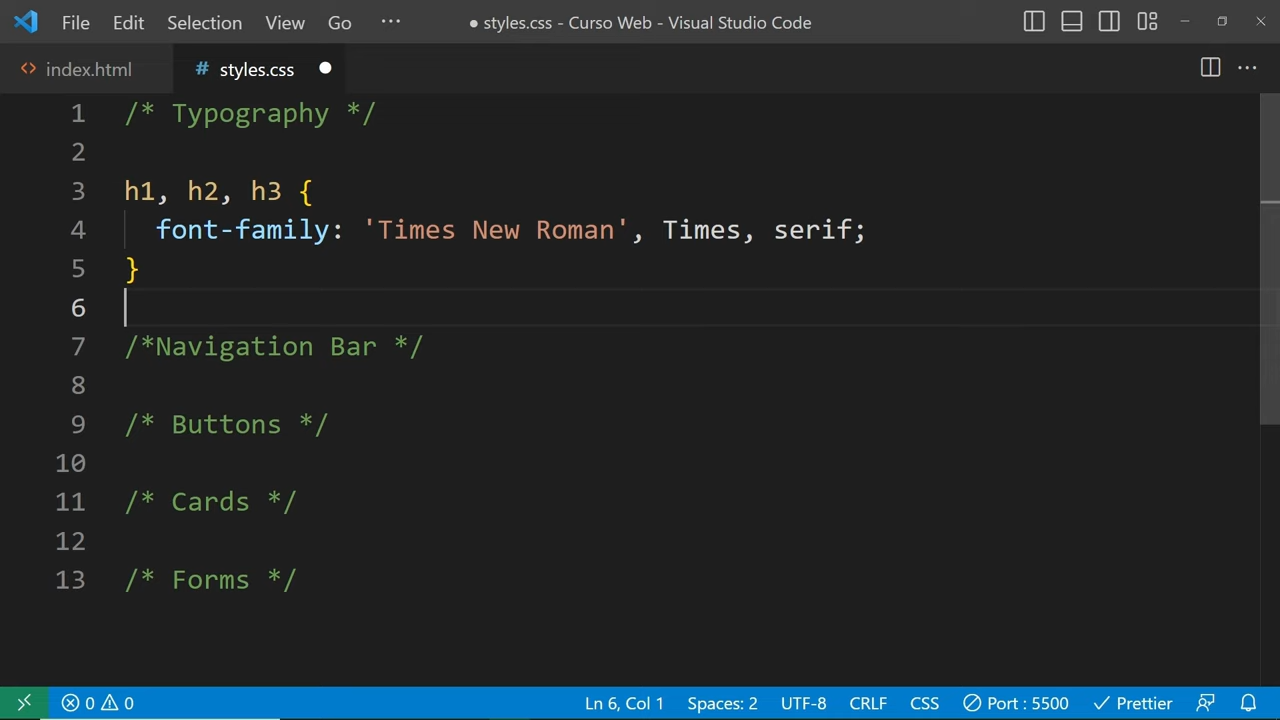 File Edit Selection View Go ··· ● styles.css - Curso Web - Visual Studio Code
index.html # styles.css
1 /* Typography */
2
3 h1, h2, h3 {
4 font-family: 'Times New Roman', Times, serif;
5 }
6
7 /*Navigation Bar */
8
9 /* Buttons */
10
11 /* Cards */
12
13 /* Forms */
0 0 Ln 6, Col 1 Spaces: 2 UTF-8 CRLF CSS Port : 5500 Prettier